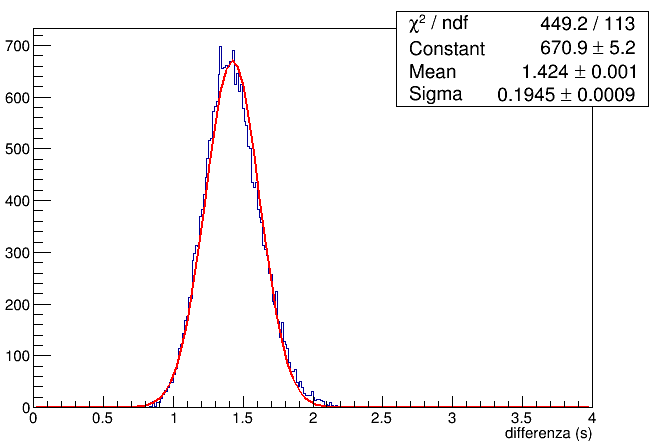 χ² / ndf 449.2 / 113
Constant 670.9 ± 5.2
Mean 1.424 ± 0.001
Sigma 0.1945 ± 0.0009
700
600
500
400
300
200
100
0
0 0.5 1 1.5 2 2.5 3 3.5 4
differenza (s)